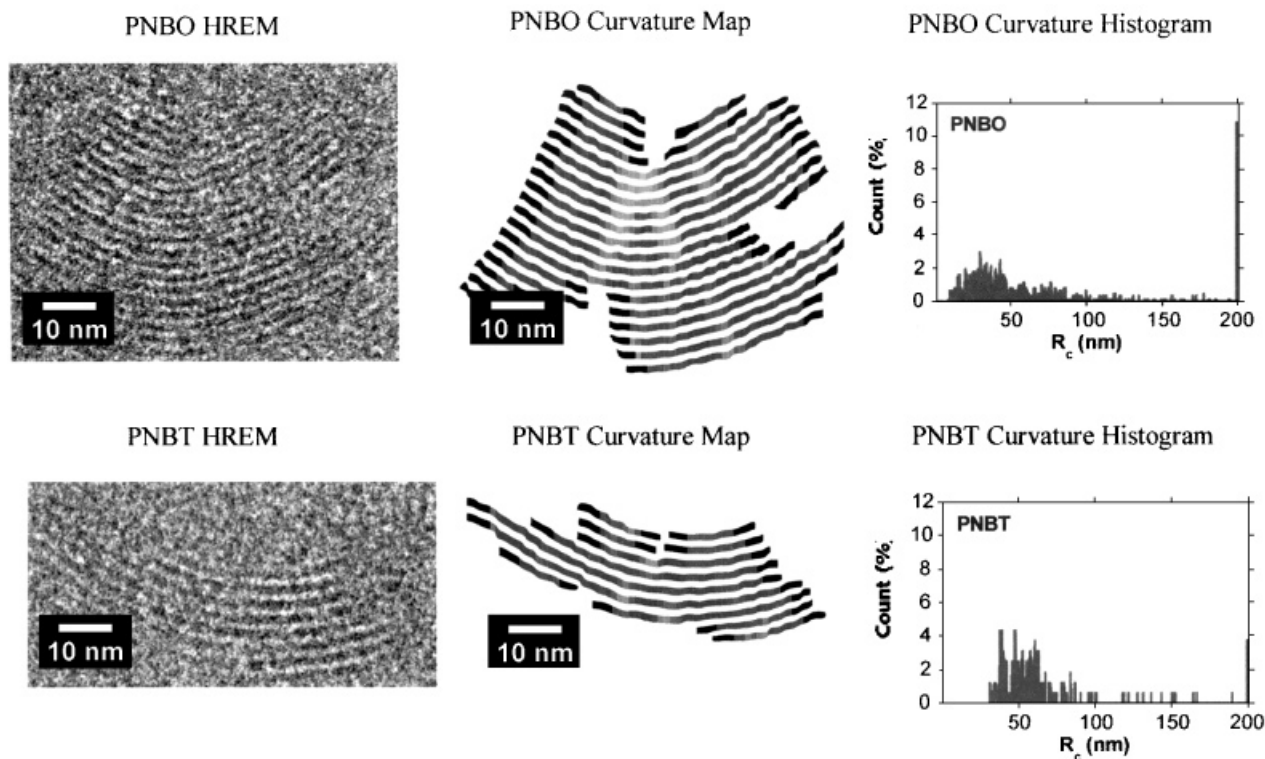 PNBO HREM
PNBO Curvature Map
PNBO Curvature Histogram
10 nm
10 nm
12
10
8
6
4
2
0
Count (%)
PNBO
50
100
150
200
R_c (nm)
PNBT HREM
PNBT Curvature Map
PNBT Curvature Histogram
10 nm
10 nm
12
10
8
6
4
2
0
Count (%)
PNBT
50
100
150
200
R_c (nm)